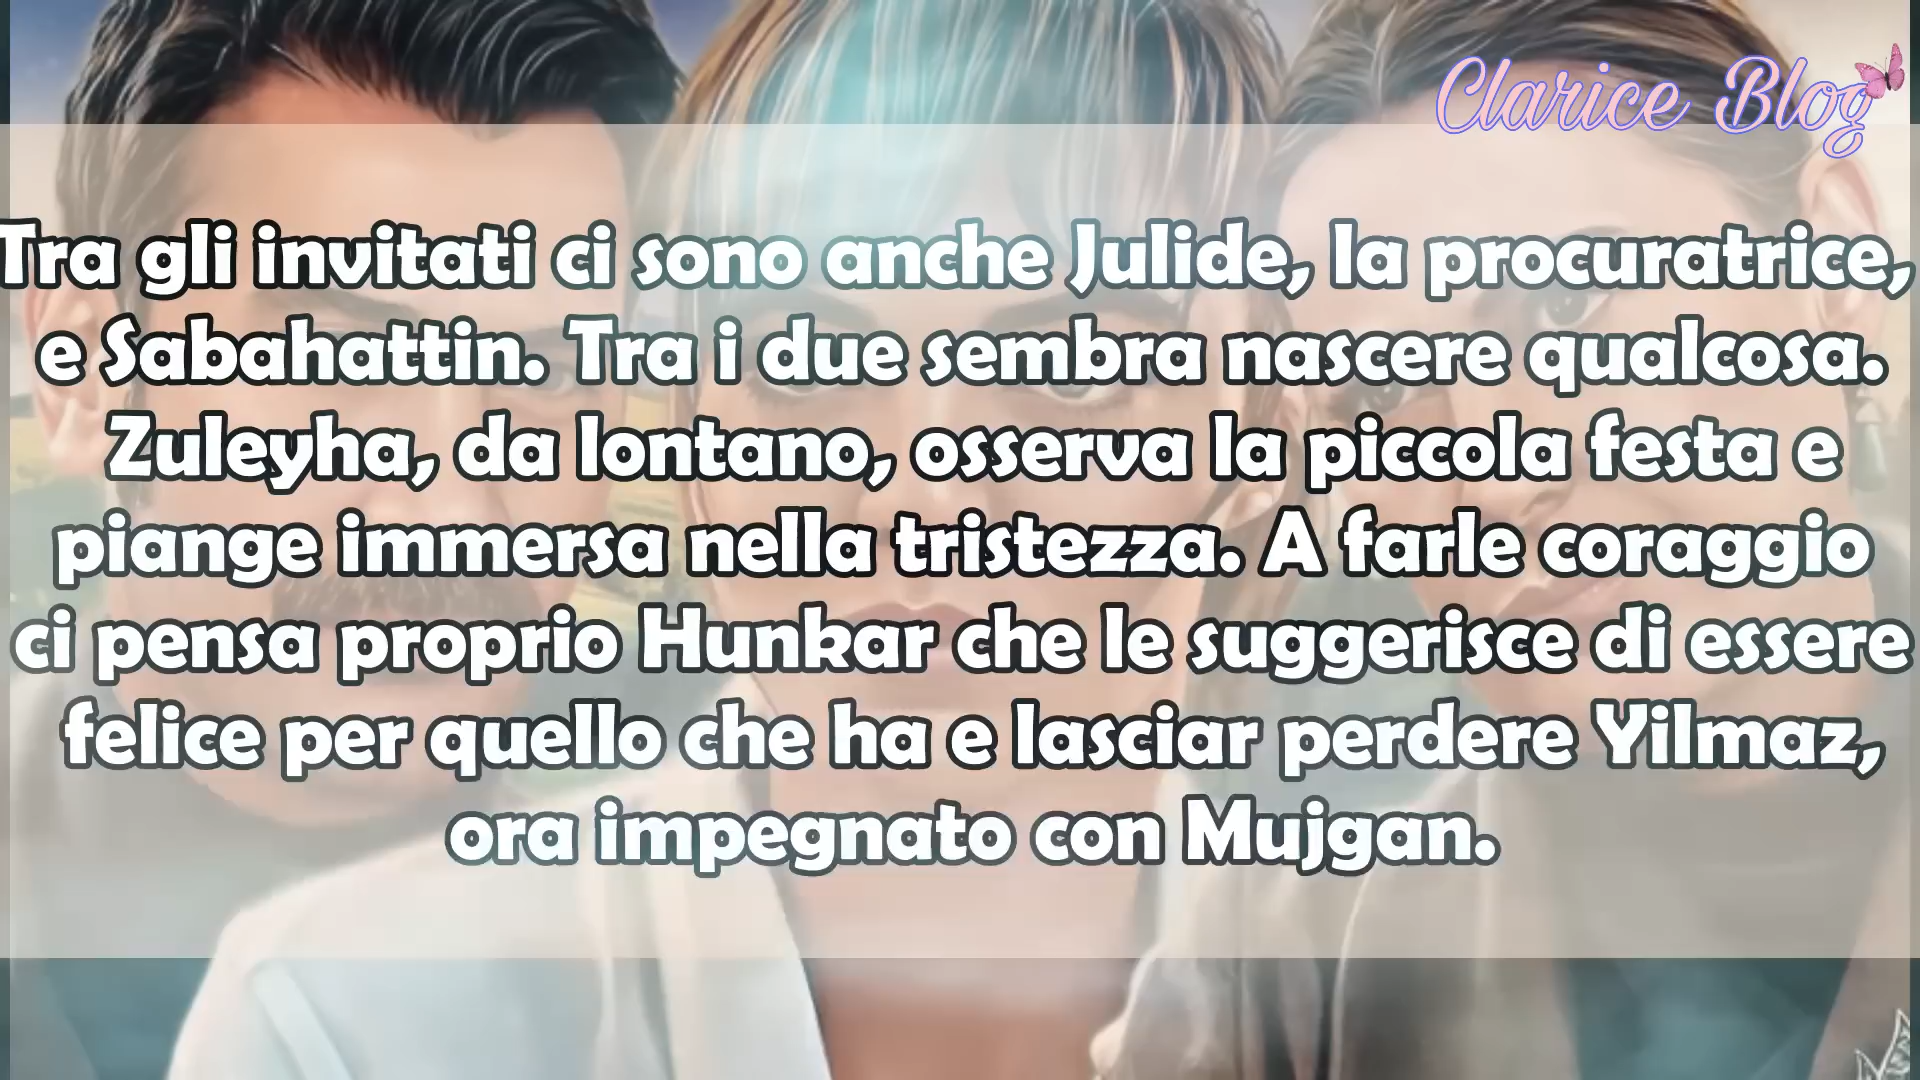 Clarice Blog
Tra gli invitati ci sono anche Julide, la procuratrice,
e Sabahattin. Tra i due sembra nascere qualcosa.
Zuleyha, da lontano, osserva la piccola festa e
piange immersa nella tristezza. A farle coraggio
ci pensa proprio Hunkar che le suggerisce di essere
felice per quello che ha e lasciar perdere Yilmaz,
ora impegnato con Mujgan.